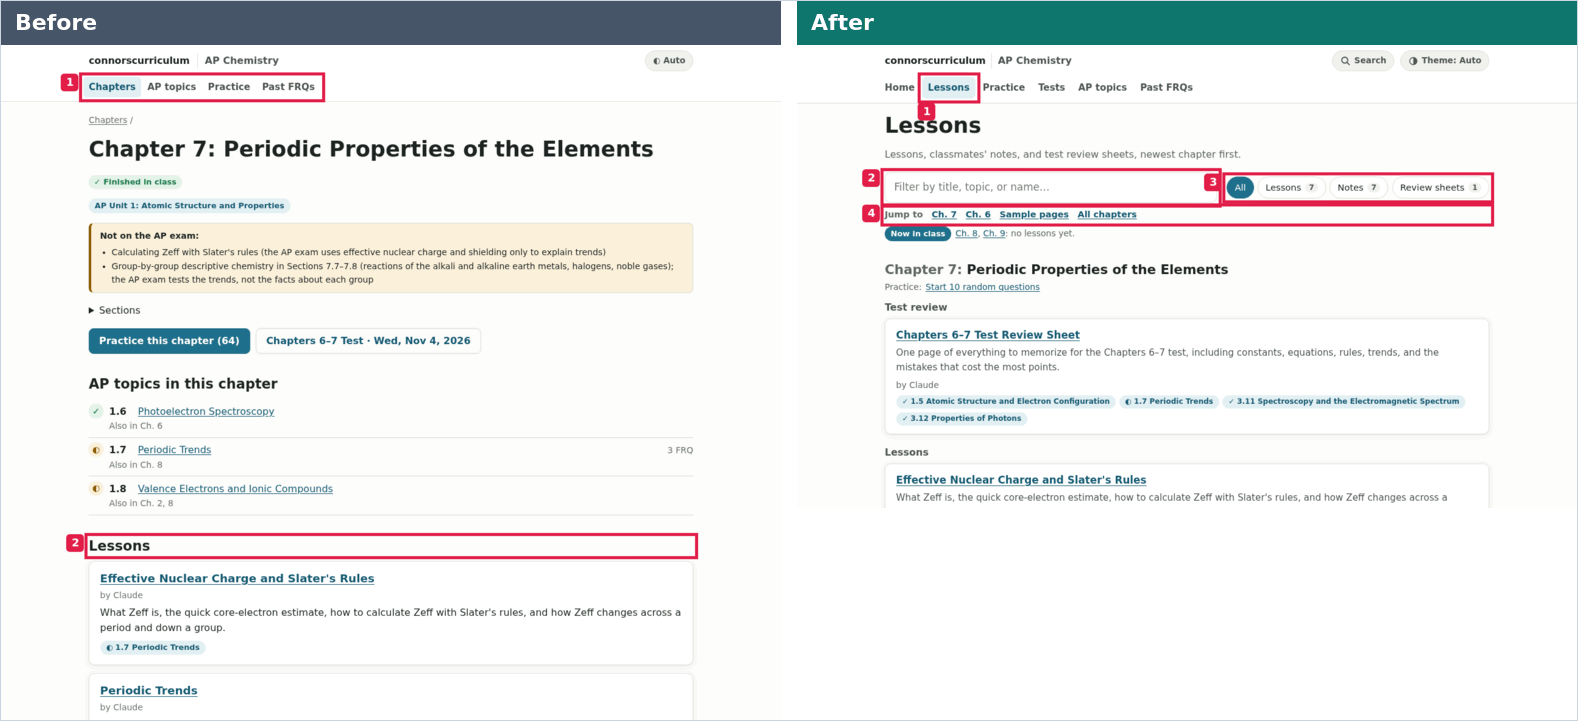 Before
connorscurriculum AP Chemistry
◐ Auto
1
Chapters AP topics Practice Past FRQs
Chapters /
Chapter 7: Periodic Properties of the Elements
✓ Finished in class
AP Unit 1: Atomic Structure and Properties
Not on the AP exam:
• Calculating Zeff with Slater's rules (the AP exam uses effective nuclear charge and shielding only to explain trends)
• Group-by-group descriptive chemistry in Sections 7.7–7.8 (reactions of the alkali and alkaline earth metals, halogens, noble gases);
the AP exam tests the trends, not the facts about each group
▶ Sections
Practice this chapter (64) Chapters 6–7 Test · Wed, Nov 4, 2026
AP topics in this chapter
✓ 1.6 Photoelectron Spectroscopy
Also in Ch. 6
◐ 1.7 Periodic Trends 3 FRQ
Also in Ch. 8
◐ 1.8 Valence Electrons and Ionic Compounds
Also in Ch. 2, 8
2
Lessons
Effective Nuclear Charge and Slater's Rules
by Claude
What Zeff is, the quick core-electron estimate, how to calculate Zeff with Slater's rules, and how Zeff changes across a
period and down a group.
◐ 1.7 Periodic Trends
Periodic Trends
by Claude
After
connorscurriculum AP Chemistry
Search ◑ Theme: Auto
Home Lessons Practice Tests AP topics Past FRQs
1
Lessons
Lessons, classmates' notes, and test review sheets, newest chapter first.
2 Filter by title, topic, or name... 3 All Lessons 7 Notes 7 Review sheets 1
4 Jump to Ch. 7 Ch. 6 Sample pages All chapters
Now in class Ch. 8, Ch. 9: no lessons yet.
Chapter 7: Periodic Properties of the Elements
Practice: Start 10 random questions
Test review
Chapters 6–7 Test Review Sheet
One page of everything to memorize for the Chapters 6–7 test, including constants, equations, rules, trends, and the
mistakes that cost the most points.
by Claude
✓ 1.5 Atomic Structure and Electron Configuration ◐ 1.7 Periodic Trends ✓ 3.11 Spectroscopy and the Electromagnetic Spectrum
✓ 3.12 Properties of Photons
Lessons
Effective Nuclear Charge and Slater's Rules
What Zeff is, the quick core-electron estimate, how to calculate Zeff with Slater's rules, and how Zeff changes across a